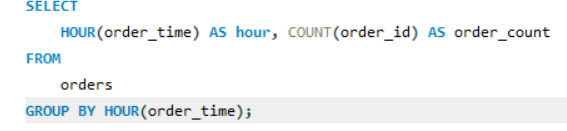 SELECT
    HOUR(order_time) AS hour, COUNT(order_id) AS order_count
FROM
    orders
GROUP BY HOUR(order_time);